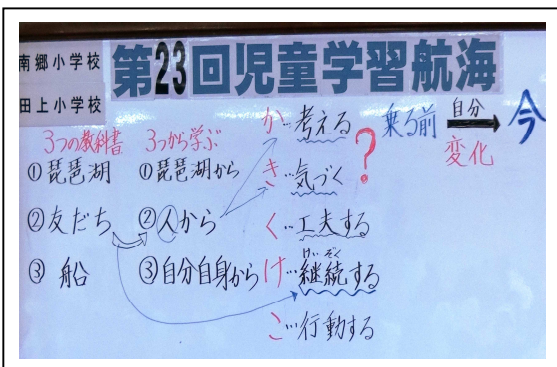 南郷小学校
田上小学校
第23回児童学習航海
3つの教科書
①琵琶湖
②友だち
③船
3つから学ぶ
①琵琶湖から
②人から
③自分自身から
か…考える
き…気づく
?
く…工夫する
けいぞく
け…継続する
こ…行動する
乗る前
自分
変化
今